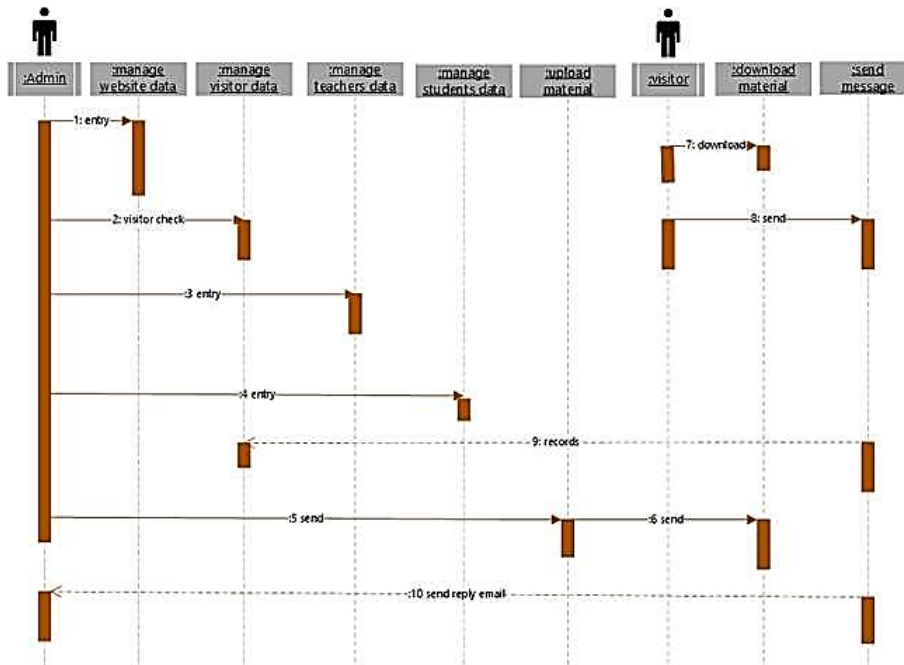 :Admin
:manage
website data
:manage
visitor data
:manage
teachers data
:manage
students data
:upload
material
:visitor
:download
material
:send
message
1: entry
7: download
2: visitor check
8: send
:3 entry
:4 entry
9: records
:5 send
:6 send
:10 send reply email